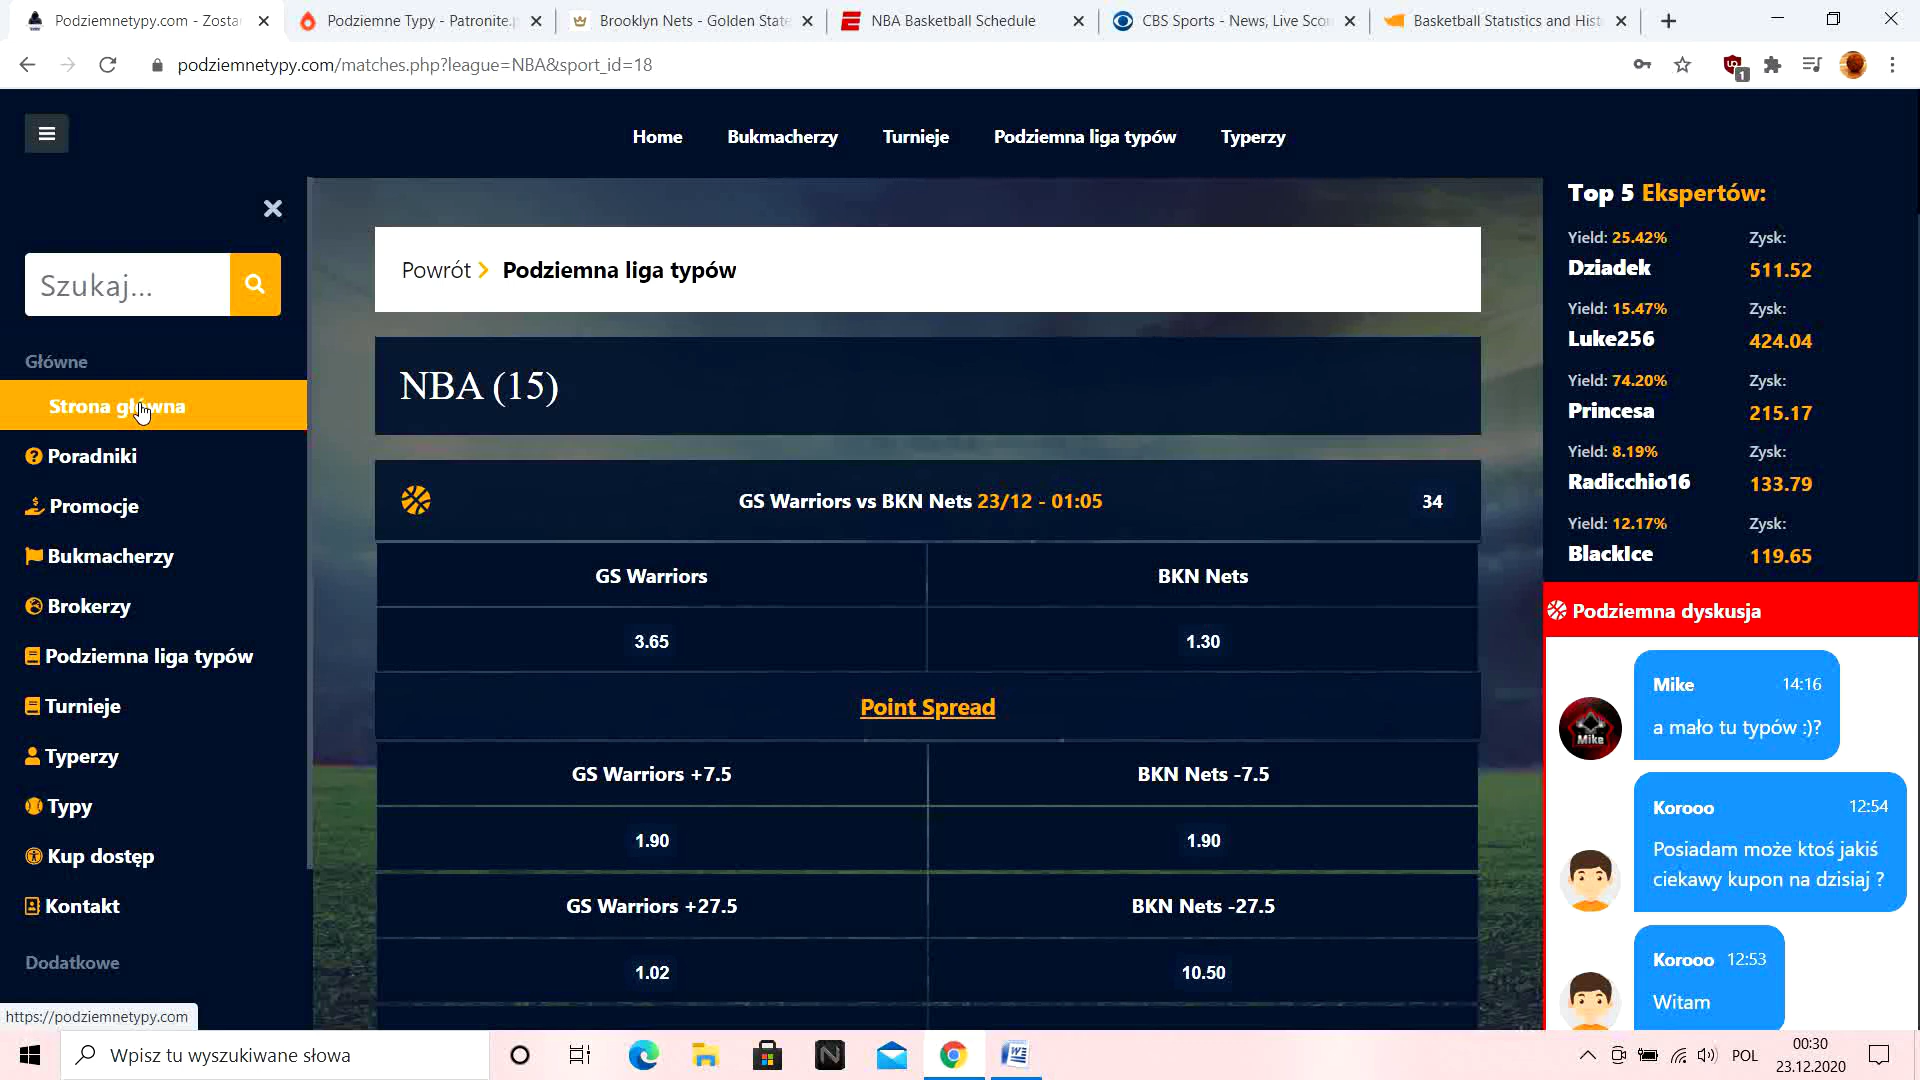 Podziemnetypy.com - Zosta
Podziemne Typy - Patronite.p
Brooklyn Nets - Golden State
NBA Basketball Schedule
CBS Sports - News, Live Sco
Basketball Statistics and Hist
podziemnetypy.com/matches.php?league=NBA&sport_id=18
1
Home
Bukmacherzy
Turnieje
Podziemna liga typów
Typerzy
Szukaj...
Główne
Strona główna
Poradniki
Promocje
Bukmacherzy
Brokerzy
Podziemna liga typów
Turnieje
Typerzy
Typy
Kup dostęp
Kontakt
Dodatkowe
https://podziemnetypy.com
Powrót > Podziemna liga typów
NBA (15)
GS Warriors vs BKN Nets 23/12 - 01:05
34
GS Warriors
BKN Nets
3.65
1.30
Point Spread
GS Warriors +7.5
BKN Nets -7.5
1.90
1.90
GS Warriors +27.5
BKN Nets -27.5
1.02
10.50
Top 5 Ekspertów:
Yield: 25.42% Zysk:
Dziadek 511.52
Yield: 15.47% Zysk:
Luke256 424.04
Yield: 74.20% Zysk:
Princesa 215.17
Yield: 8.19% Zysk:
Radicchio16 133.79
Yield: 12.17% Zysk:
BlackIce 119.65
Podziemna dyskusja
Mike 14:16
a mało tu typów :)?
Mike
Korooo 12:54
Posiadam może ktoś jakiś
ciekawy kupon na dzisiaj ?
Korooo 12:53
Witam
Wpisz tu wyszukiwane słowa
POL
00:30
23.12.2020